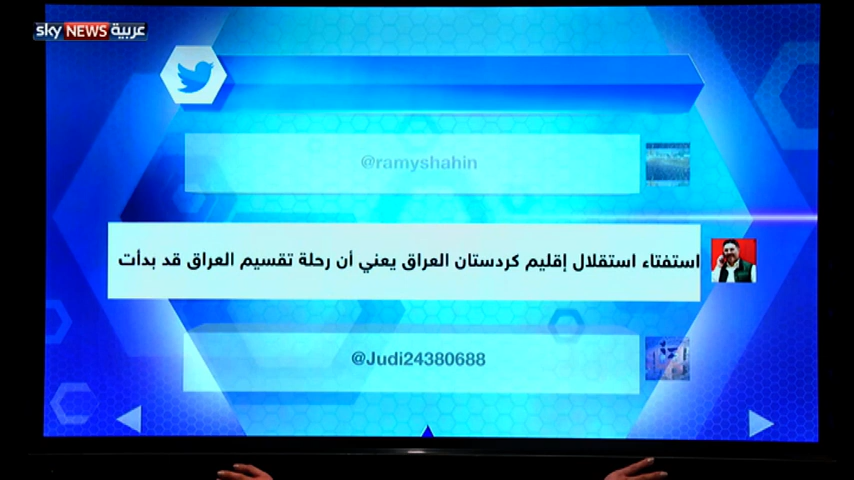 sky NEWS عربية
@ramyshahin
استفتاء استقلال إقليم كردستان العراق يعني أن رحلة تقسيم العراق قد بدأت
@Judi24380688